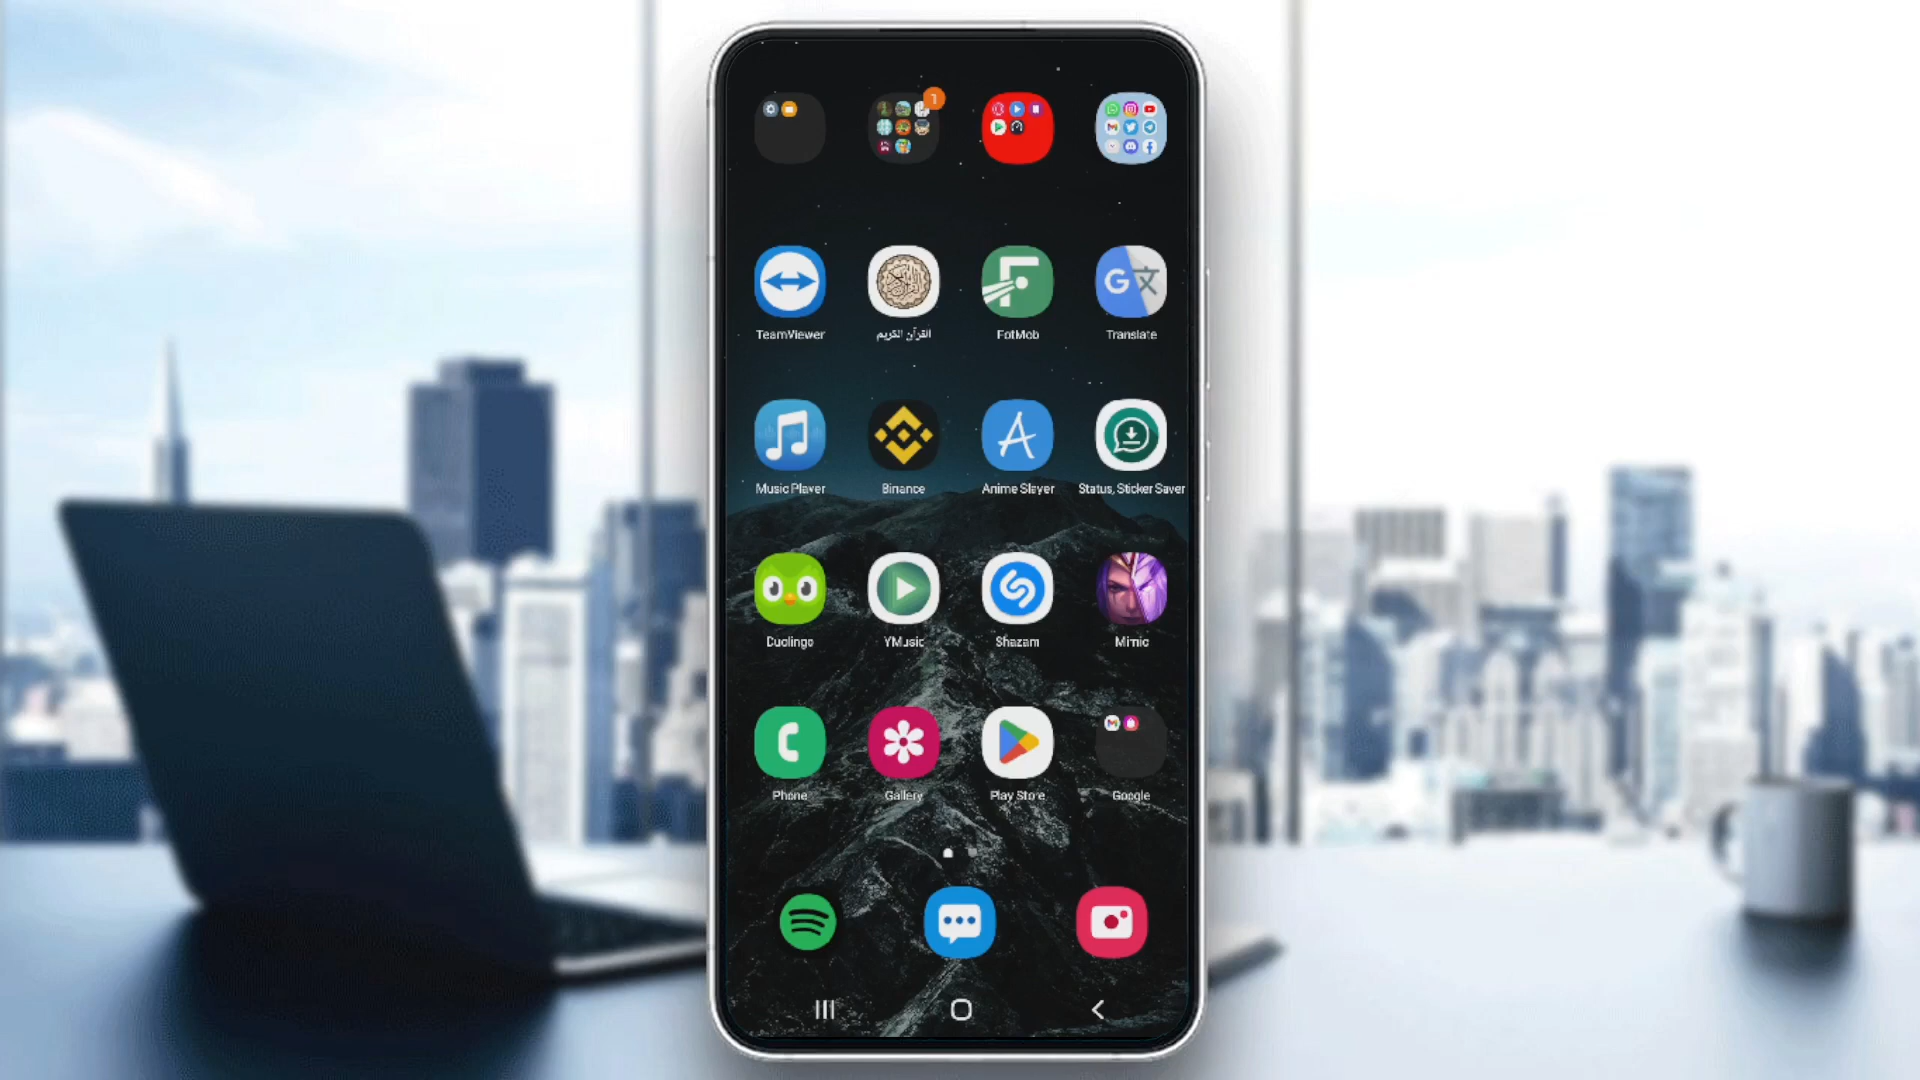 1
TeamViewer
القرآن الكريم
FotMob
Translate
Music Player
Binance
Anime Slayer
Status, Sticker Saver
Duolingo
YMusic
Shazam
Mimic
Phone
Gallery
Play Store
Google